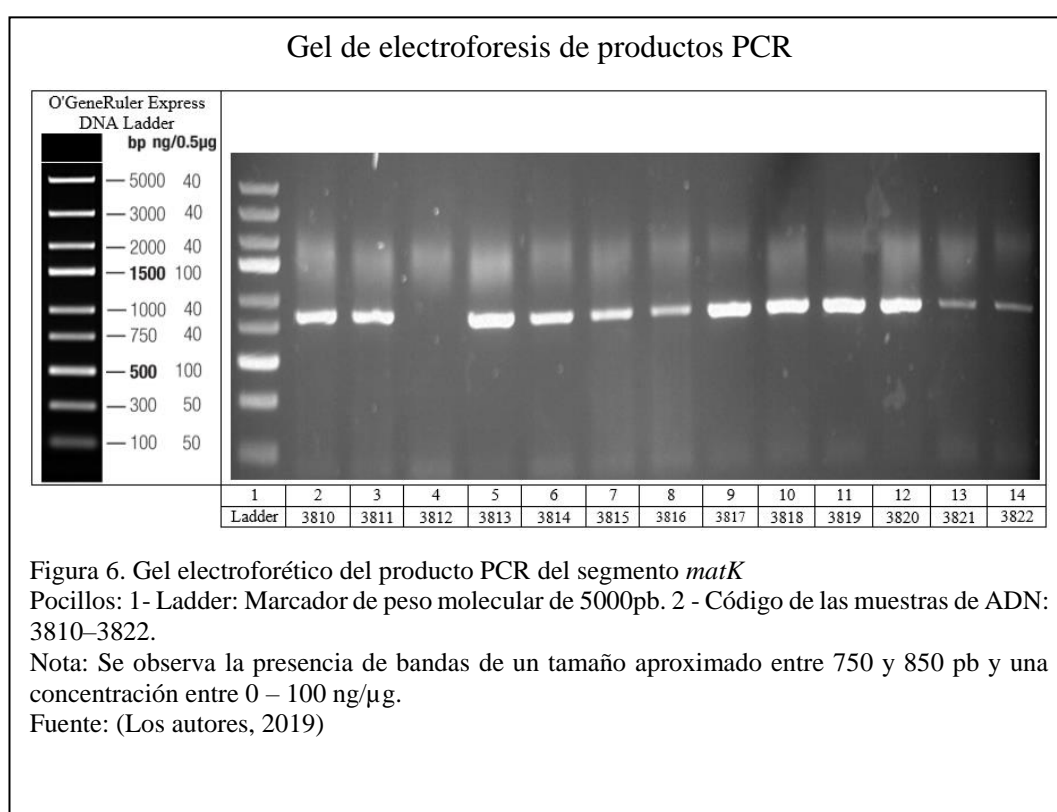 Gel de electroforesis de productos PCR
O'GeneRuler Express
DNA Ladder
bp ng/0.5µg
5000 40
3000 40
2000 40
1500 100
1000 40
750 40
500 100
300 50
100 50
1 2 3 4 5 6 7 8 9 10 11 12 13 14
Ladder 3810 3811 3812 3813 3814 3815 3816 3817 3818 3819 3820 3821 3822
Figura 6. Gel electroforético del producto PCR del segmento matK
Pocillos: 1- Ladder: Marcador de peso molecular de 5000pb. 2 - Código de las muestras de ADN:
3810–3822.
Nota: Se observa la presencia de bandas de un tamaño aproximado entre 750 y 850 pb y una
concentración entre 0 – 100 ng/µg.
Fuente: (Los autores, 2019)